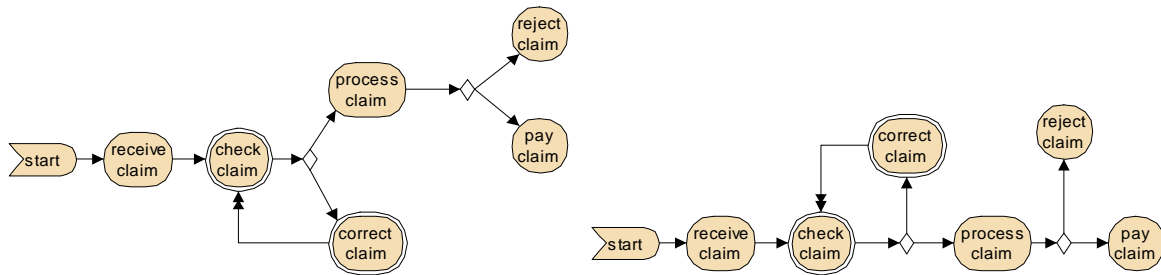 reject
claim
process
claim
pay
claim
start
receive
claim
check
claim
correct
claim
reject
claim
correct
claim
start
receive
claim
check
claim
process
claim
pay
claim